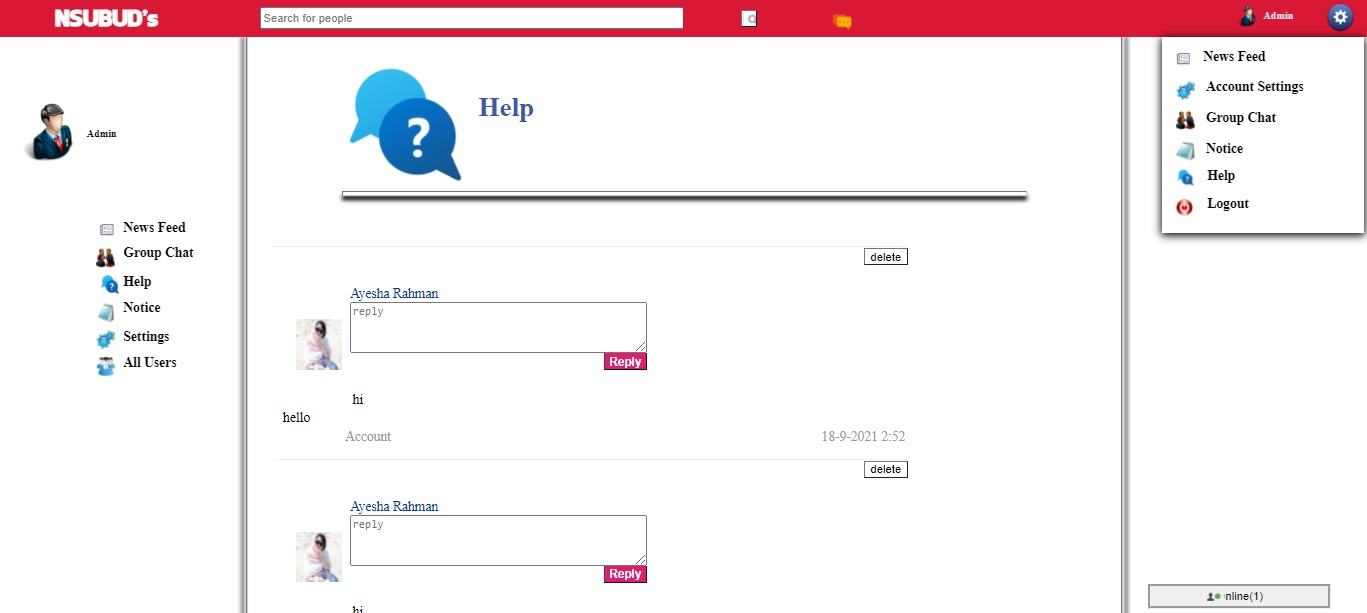 NSUBUD's
Search for people
Admin
Admin
News Feed
Group Chat
Help
Notice
Settings
All Users
Help
delete
Ayesha Rahman
reply
Reply
hi
hello
Account 18-9-2021 2:52
delete
Ayesha Rahman
reply
Reply
hi
News Feed
Account Settings
Group Chat
Notice
Help
Logout
nline(1)